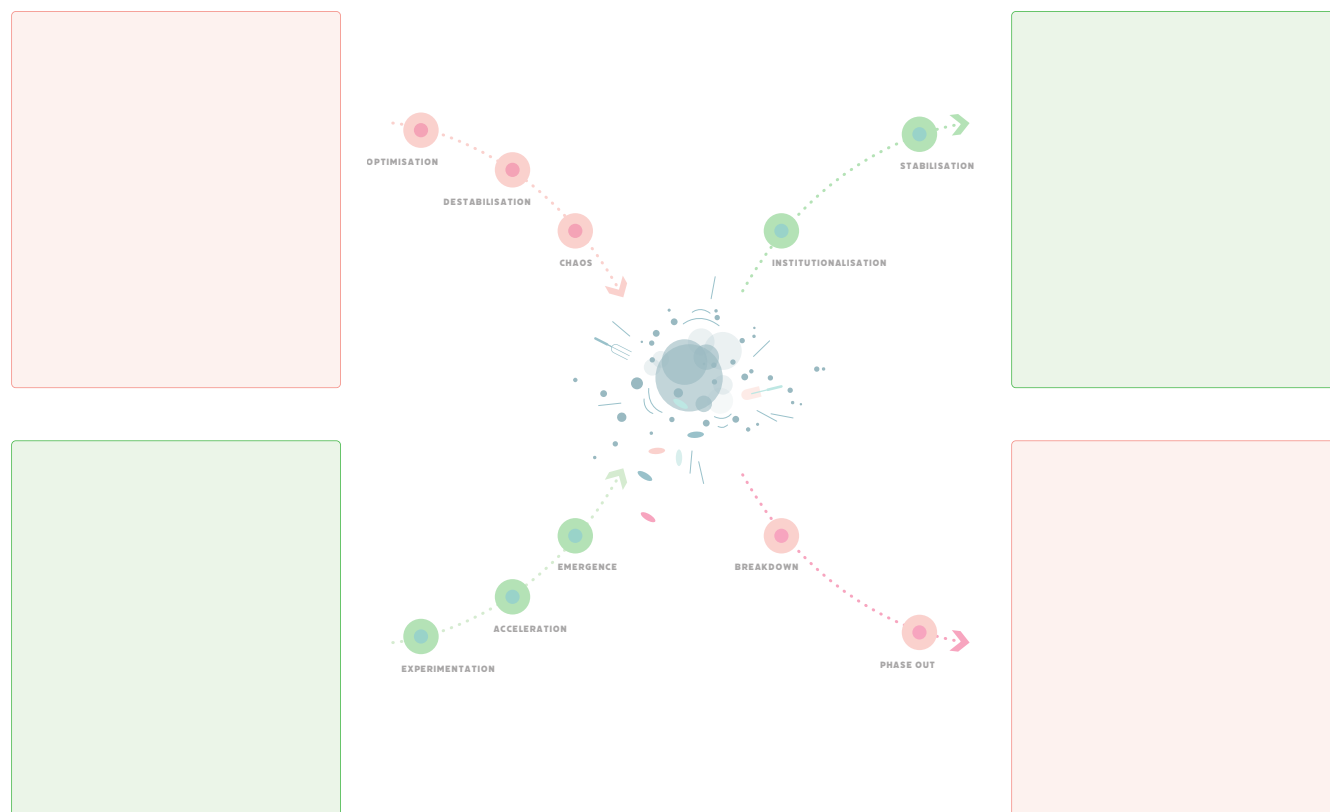 OPTIMISATION
STABILISATION
DESTABILISATION
CHAOS
INSTITUTIONALISATION
EMERGENCE
BREAKDOWN
ACCELERATION
EXPERIMENTATION
PHASE OUT